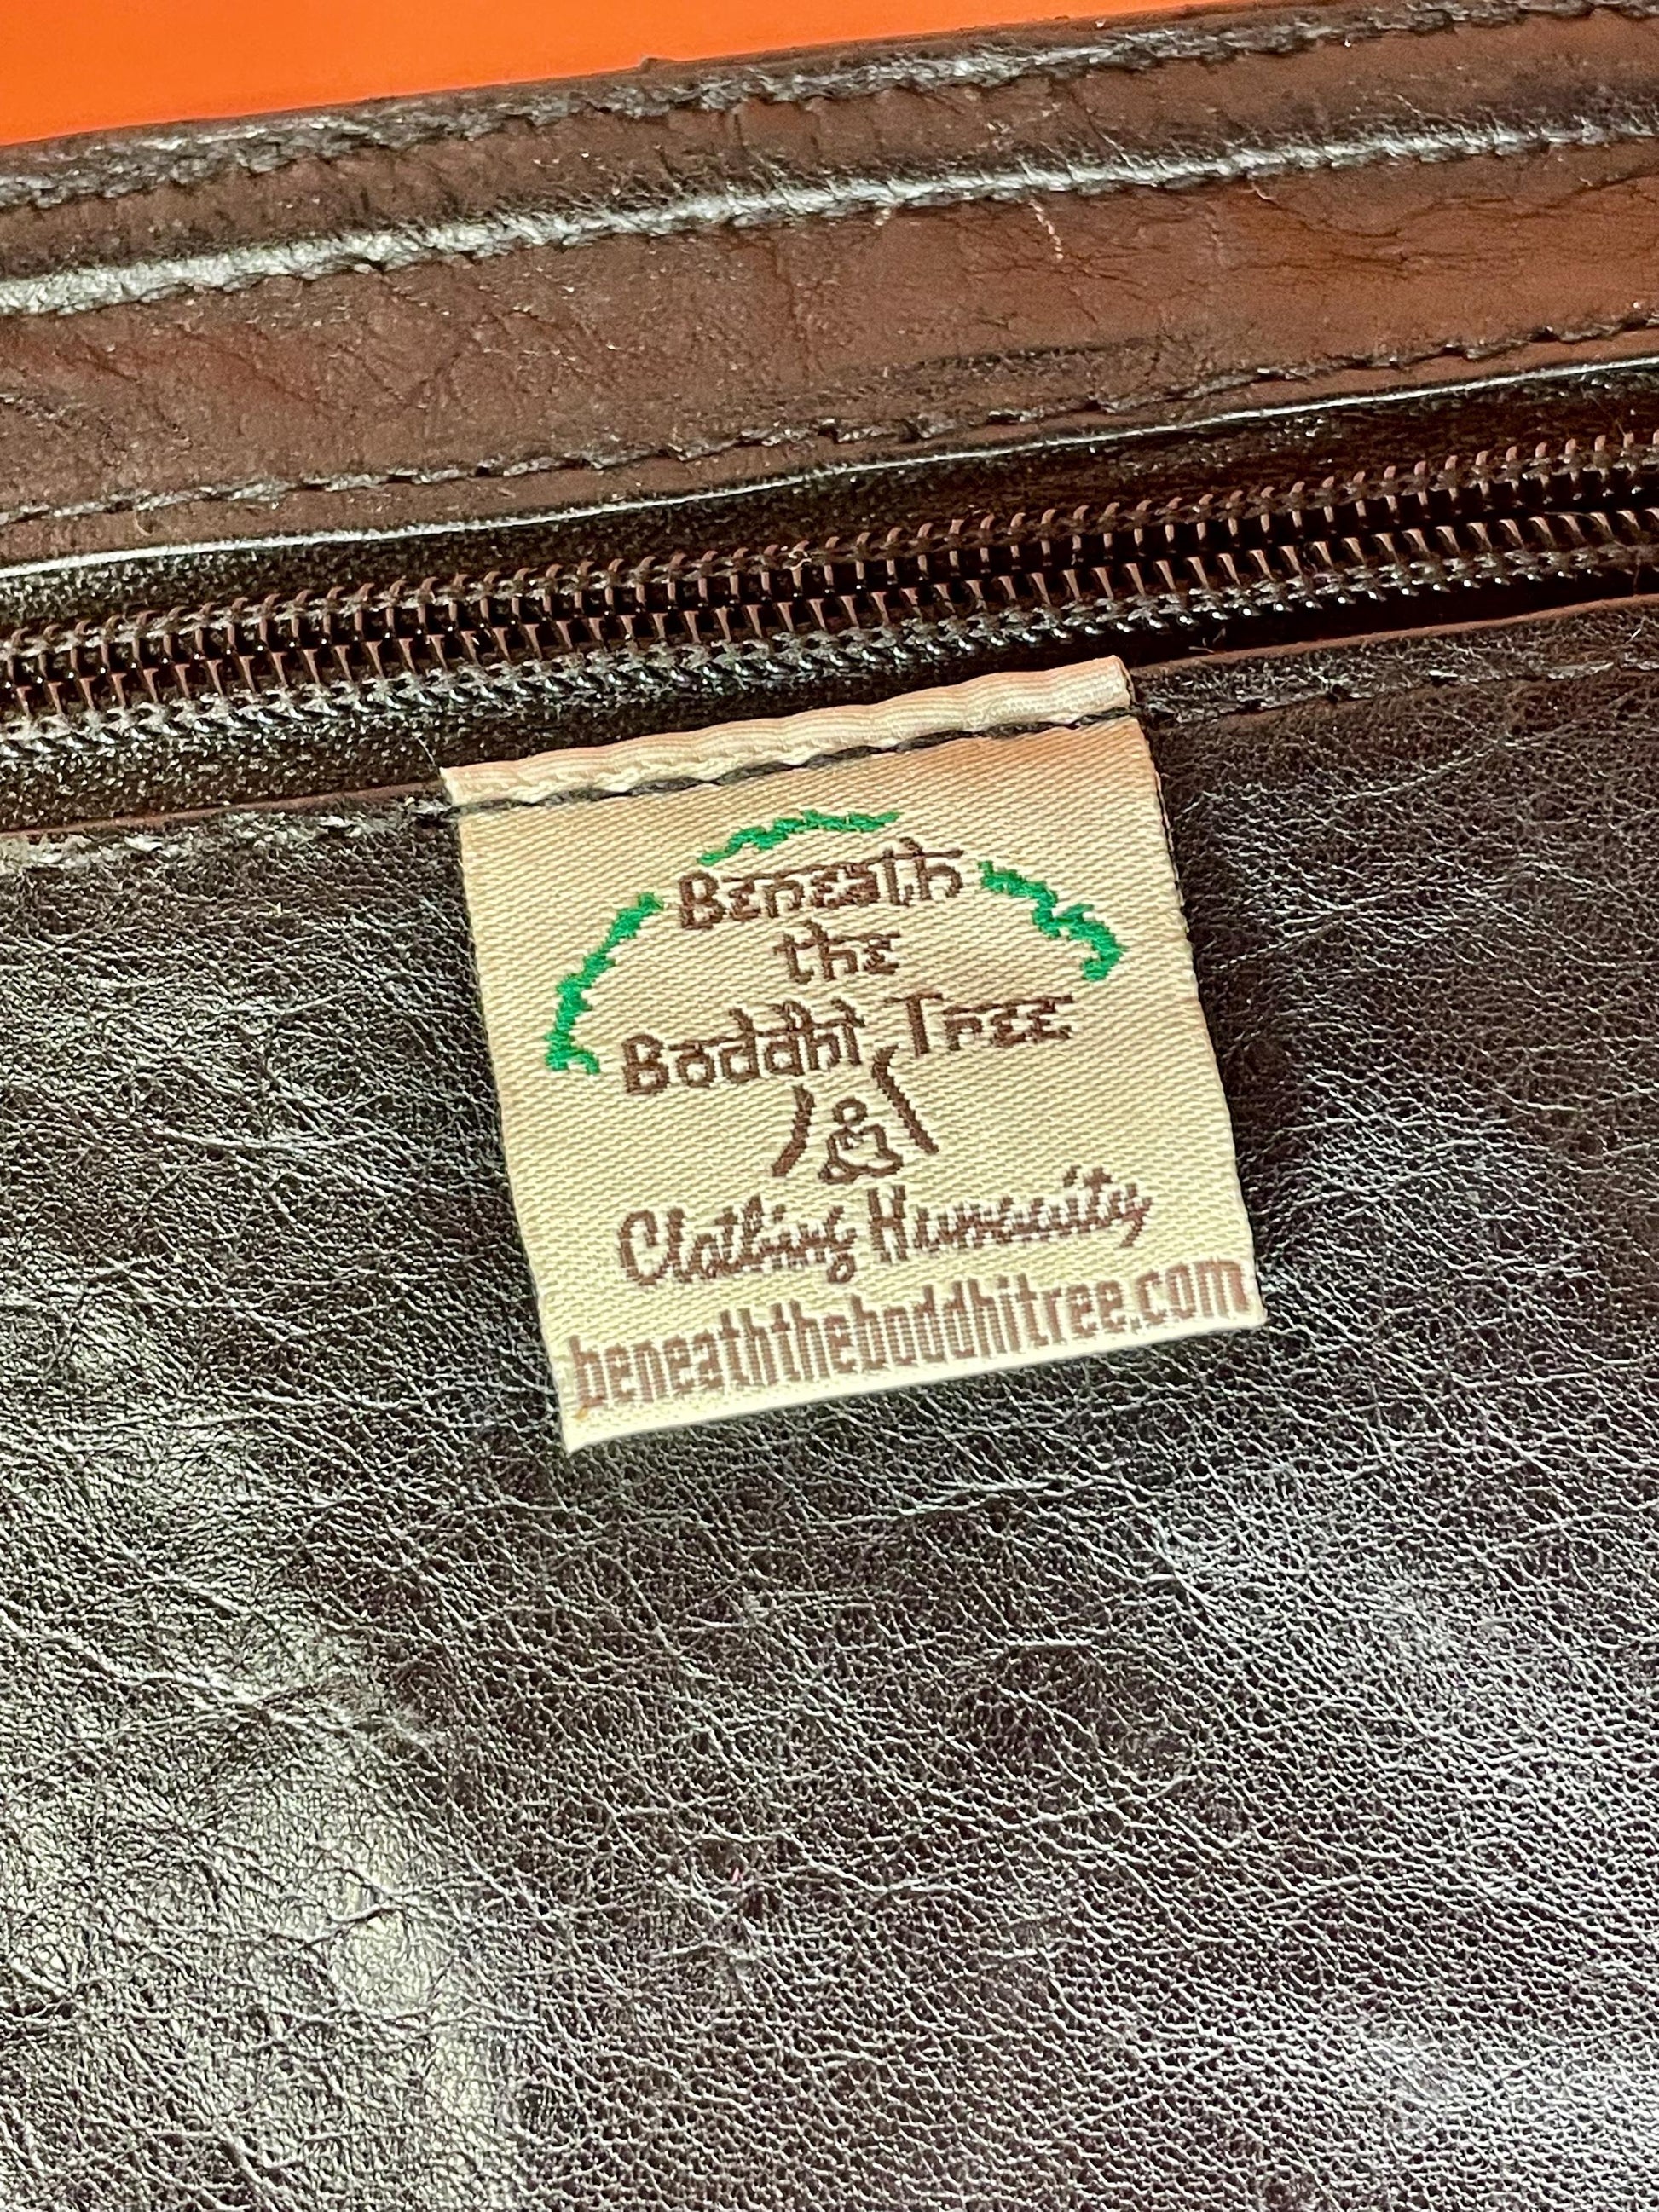 Beneath
the
Boddhi Tree
Clothing Humanity
beneaththeboddhitree.com